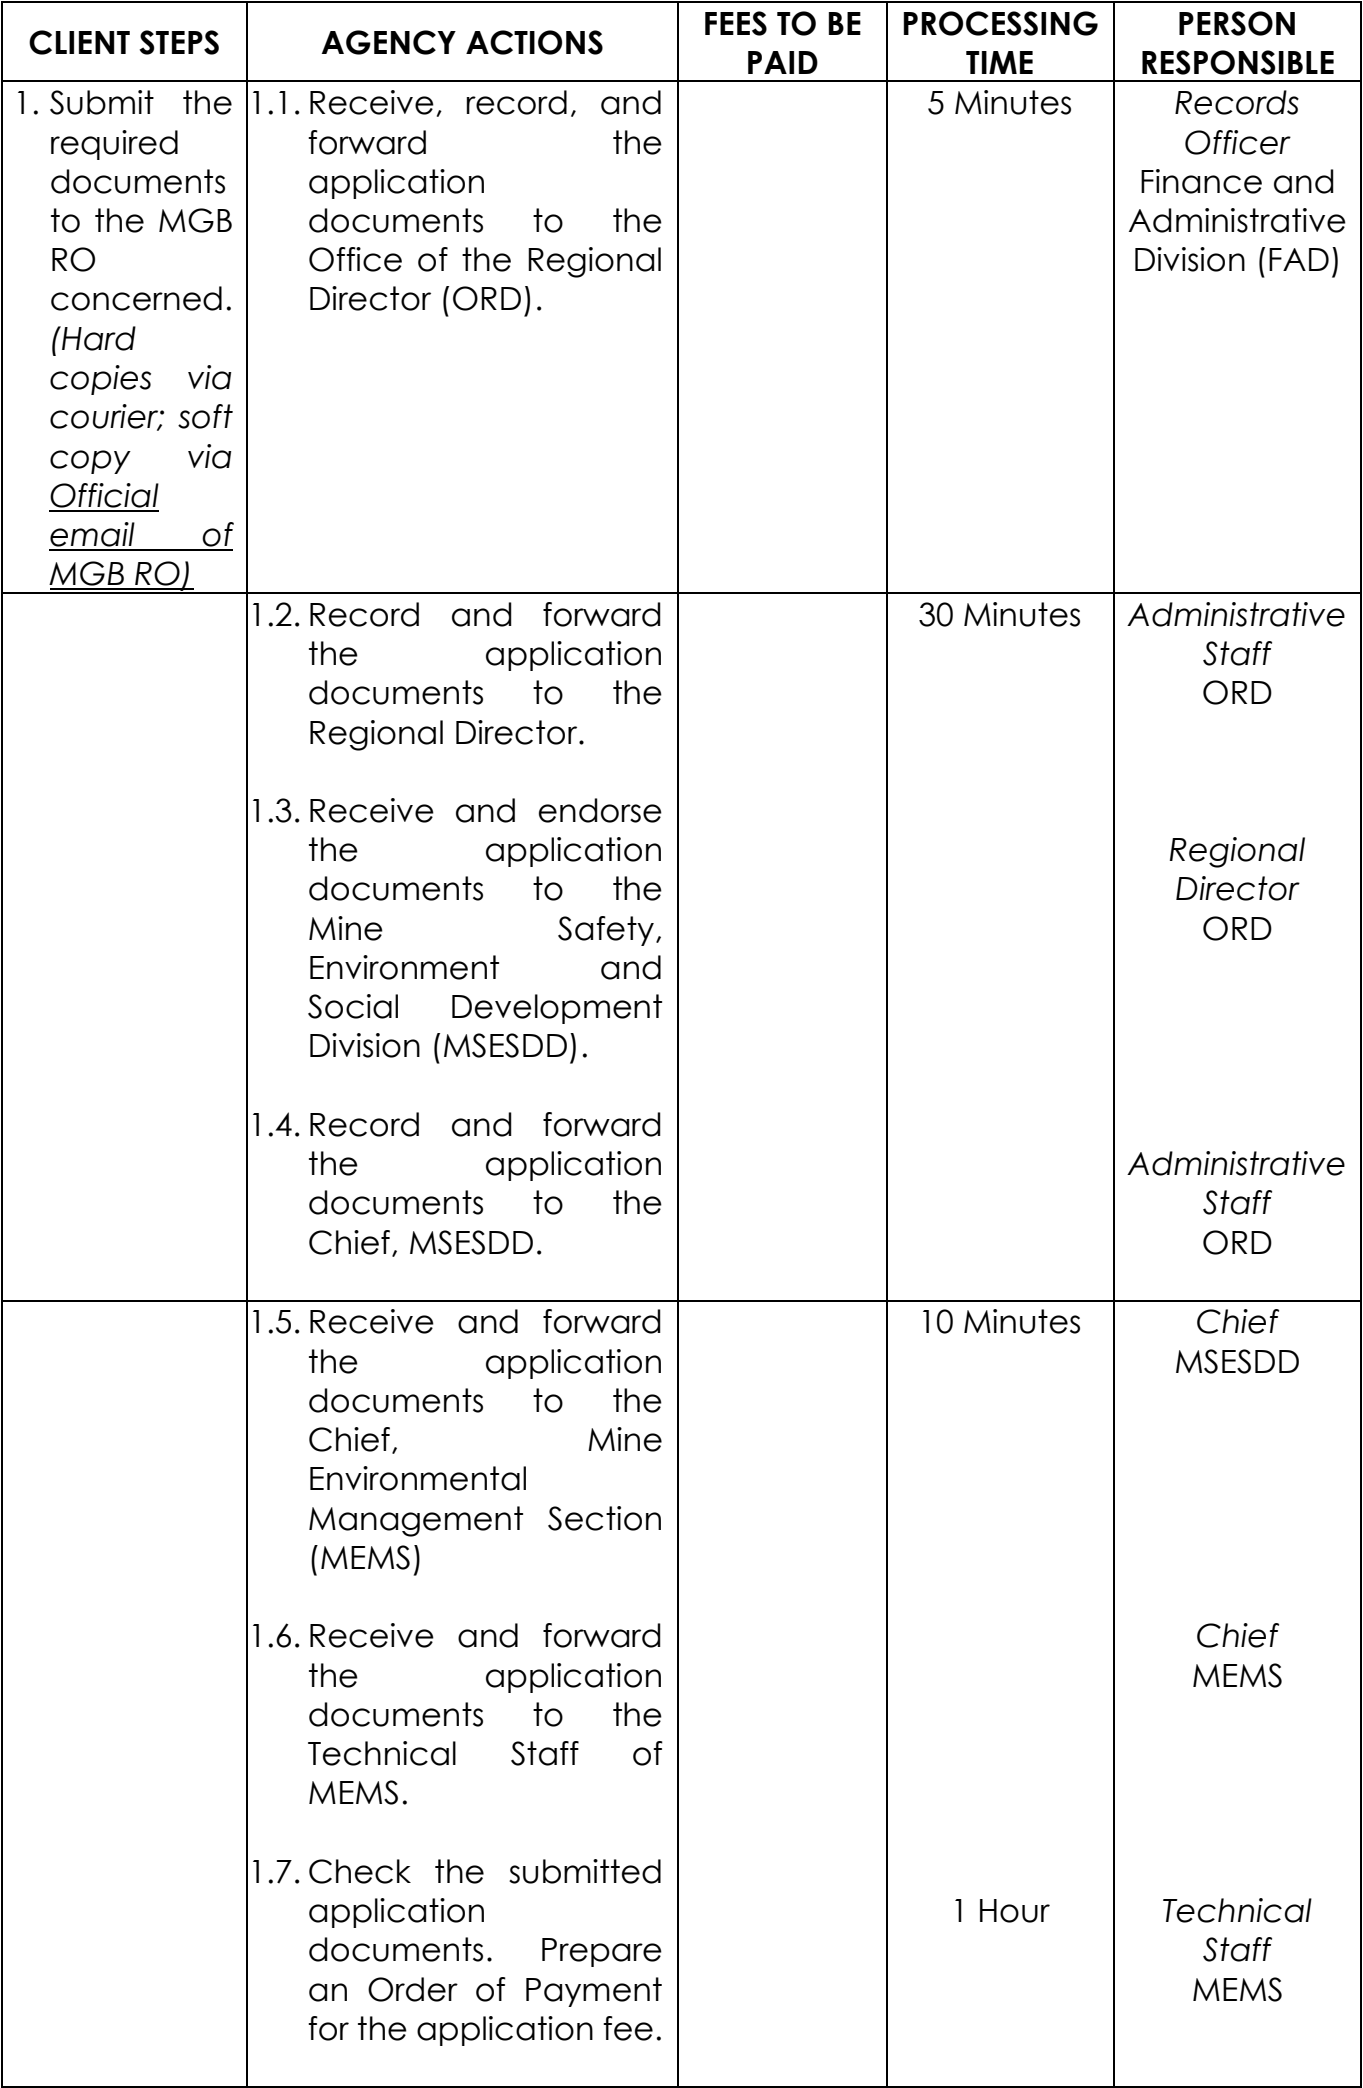 CLIENT STEPS
AGENCY ACTIONS
FEES TO BE
PAID
PROCESSING
TIME
PERSON
RESPONSIBLE
1. Submit the
required
documents
to the MGB
RO
concerned.
(Hard
copies via
courier; soft
copy via
Official
email of
MGB RO)
1.1. Receive, record, and
forward the
application
documents to the
Office of the Regional
Director (ORD).
5 Minutes
Records
Officer
Finance and
Administrative
Division (FAD)
1.2. Record and forward
the application
documents to the
Regional Director.
30 Minutes
Administrative
Staff
ORD
1.3. Receive and endorse
the application
documents to the
Mine Safety,
Environment and
Social Development
Division (MSESDD).
Regional
Director
ORD
1.4. Record and forward
the application
documents to the
Chief, MSESDD.
Administrative
Staff
ORD
1.5. Receive and forward
the application
documents to the
Chief, Mine
Environmental
Management Section
(MEMS)
10 Minutes
Chief
MSESDD
1.6. Receive and forward
the application
documents to the
Technical Staff of
MEMS.
Chief
MEMS
1.7. Check the submitted
application
documents. Prepare
an Order of Payment
for the application fee.
1 Hour
Technical
Staff
MEMS